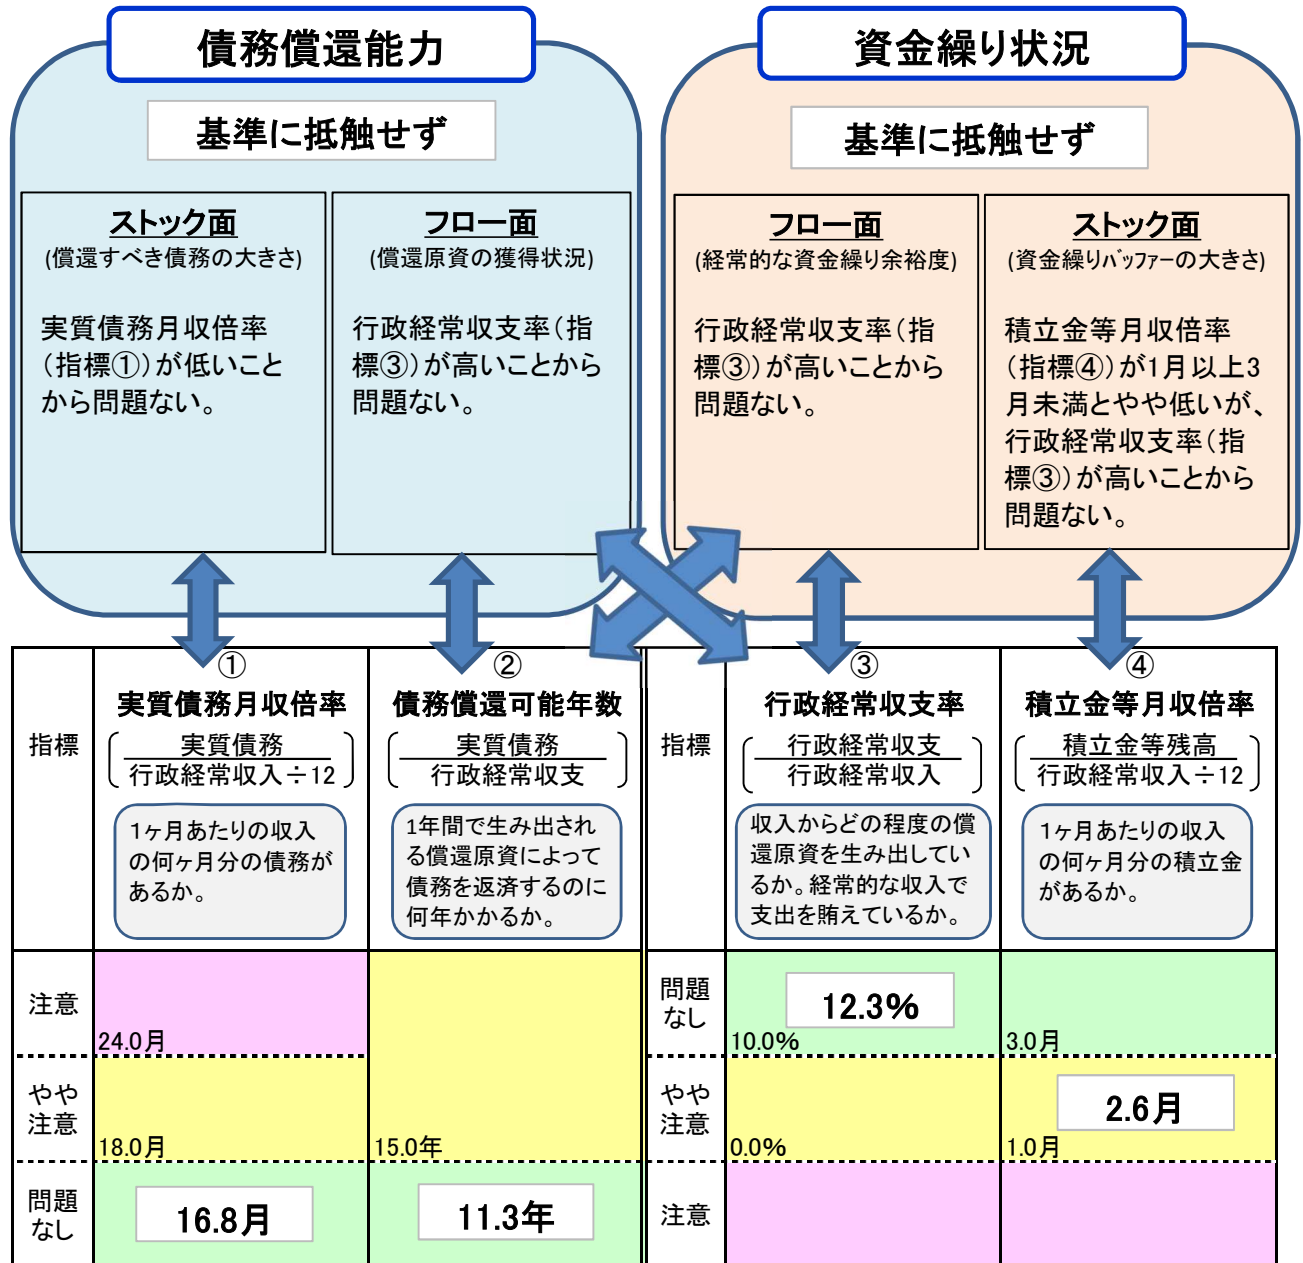 債務償還能力
基準に抵触せず
ストック面
(償還すべき債務の大きさ)
実質債務月収倍率
(指標①)が低いこと
から問題ない。
フロー面
(償還原資の獲得状況)
行政経常収支率(指
標③)が高いことから
問題ない。
資金繰り状況
基準に抵触せず
フロー面
(経常的な資金繰り余裕度)
行政経常収支率(指
標③)が高いことから
問題ない。
ストック面
(資金繰りバッファーの大きさ)
積立金等月収倍率
(指標④)が1月以上3
月未満とやや低いが、
行政経常収支率(指
標③)が高いことから
問題ない。
指標
①
実質債務月収倍率
実質債務
行政経常収入÷12
1ヶ月あたりの収入
の何ヶ月分の債務が
あるか。
②
債務償還可能年数
実質債務
行政経常収支
1年間で生み出され
る償還原資によって
債務を返済するのに
何年かかるか。
指標
③
行政経常収支率
行政経常収支
行政経常収入
収入からどの程度の償
還原資を生み出してい
るか。経常的な収入で
支出を賄えているか。
④
積立金等月収倍率
積立金等残高
行政経常収入÷12
1ヶ月あたりの収入
の何ヶ月分の積立金
があるか。
注意
24.0月
問題
なし
12.3%
10.0%
3.0月
やや
注意
18.0月
15.0年
やや
注意
0.0%
2.6月
1.0月
問題
なし
16.8月
11.3年
注意